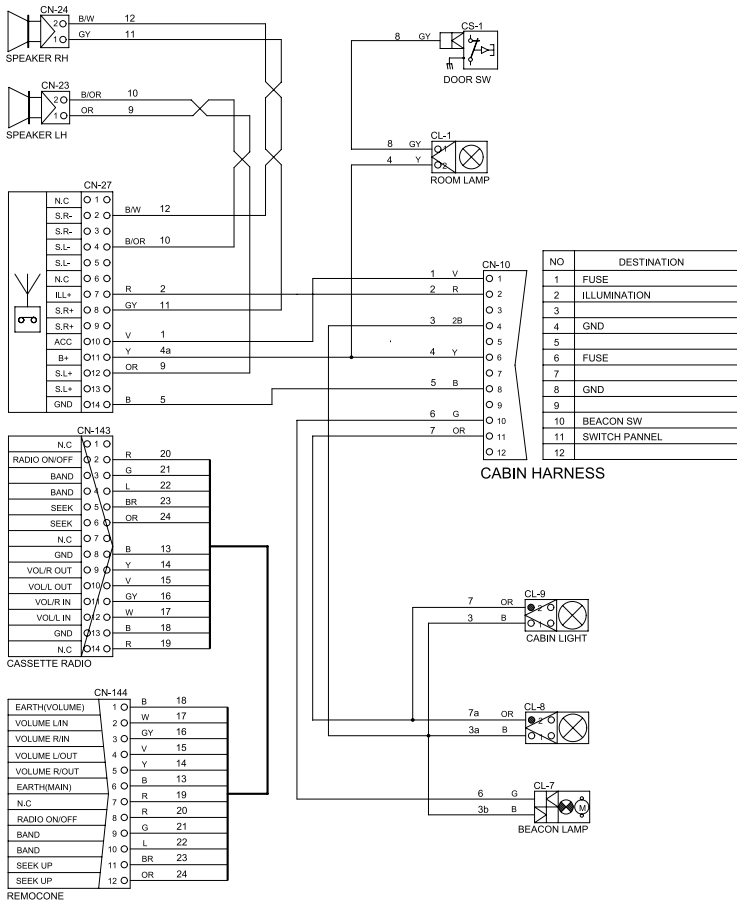 CN-24
2 B/W 12
1 GY 11
SPEAKER RH
CN-23
2 B/OR 10
1 OR 9
SPEAKER LH
CS-1
8 GY
DOOR SW
CL-1
8 GY 1
4 Y 2
ROOM LAMP
CN-27
N.C 1
S.R- 2 B/W 12
S.R- 3
S.L- 4 B/OR 10
S.L- 5
N.C 6
ILL+ 7 R 2
S.R+ 8 GY 11
S.R+ 9
ACC 10 V 1
B+ 11 Y 4a
S.L+ 12 OR 9
S.L+ 13
GND 14 B 5
CN-10
1 V 1
2 R 2
3
3 2B 4
5
4 Y 6
7
5 B 8
9
6 G 10
7 OR 11
12
CABIN HARNESS
NO DESTINATION
1 FUSE
2 ILLUMINATION
3
4 GND
5
6 FUSE
7
8 GND
9
10 BEACON SW
11 SWITCH PANNEL
12
CN-143
N.C 1
RADIO ON/OFF 2 R 20
BAND 3 G 21
BAND 4 L 22
SEEK 5 BR 23
SEEK 6 OR 24
N.C 7
GND 8 B 13
VOL/R OUT 9 Y 14
VOL/L OUT 10 V 15
VOL/R IN 11 GY 16
VOL/L IN 12 W 17
GND 13 B 18
N.C 14 R 19
CASSETTE RADIO
CN-144
EARTH(VOLUME) 1 B 18
VOLUME L/IN 2 W 17
VOLUME R/IN 3 GY 16
VOLUME L/OUT 4 V 15
VOLUME R/OUT 5 Y 14
EARTH(MAIN) 6 B 13
N.C 7 R 19
RADIO ON/OFF 8 R 20
BAND 9 G 21
BAND 10 L 22
SEEK UP 11 BR 23
SEEK UP 12 OR 24
REMOCONE
CL-9
7 OR 2
3 B 1
CABIN LIGHT
CL-8
7a OR 2
3a B 1
CL-7
6 G
3b B
M
BEACON LAMP